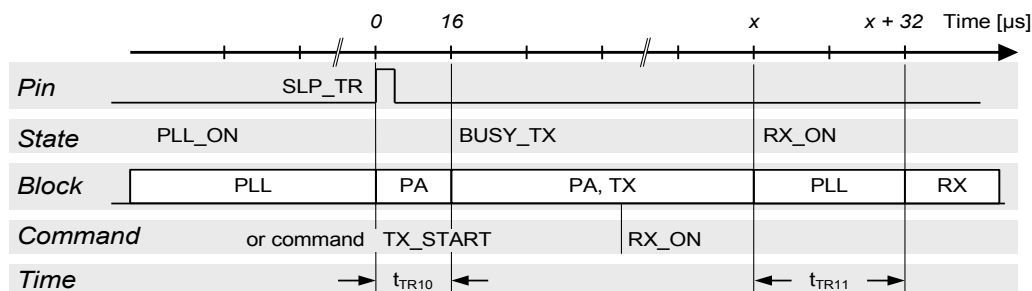 0 16 x x + 32 Time [µs]
Pin SLP_TR
State PLL_ON BUSY_TX RX_ON
Block PLL PA PA, TX PLL RX
Command or command TX_START RX_ON
Time tTR10 tTR11